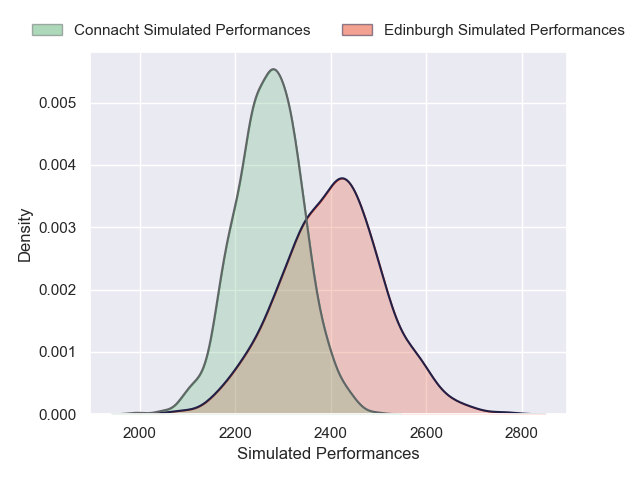 Connacht Simulated Performances Edinburgh Simulated Performances
0.005
0.004
0.003
0.002
0.001
0.000
Density
2000 2200 2400 2600 2800
Simulated Performances